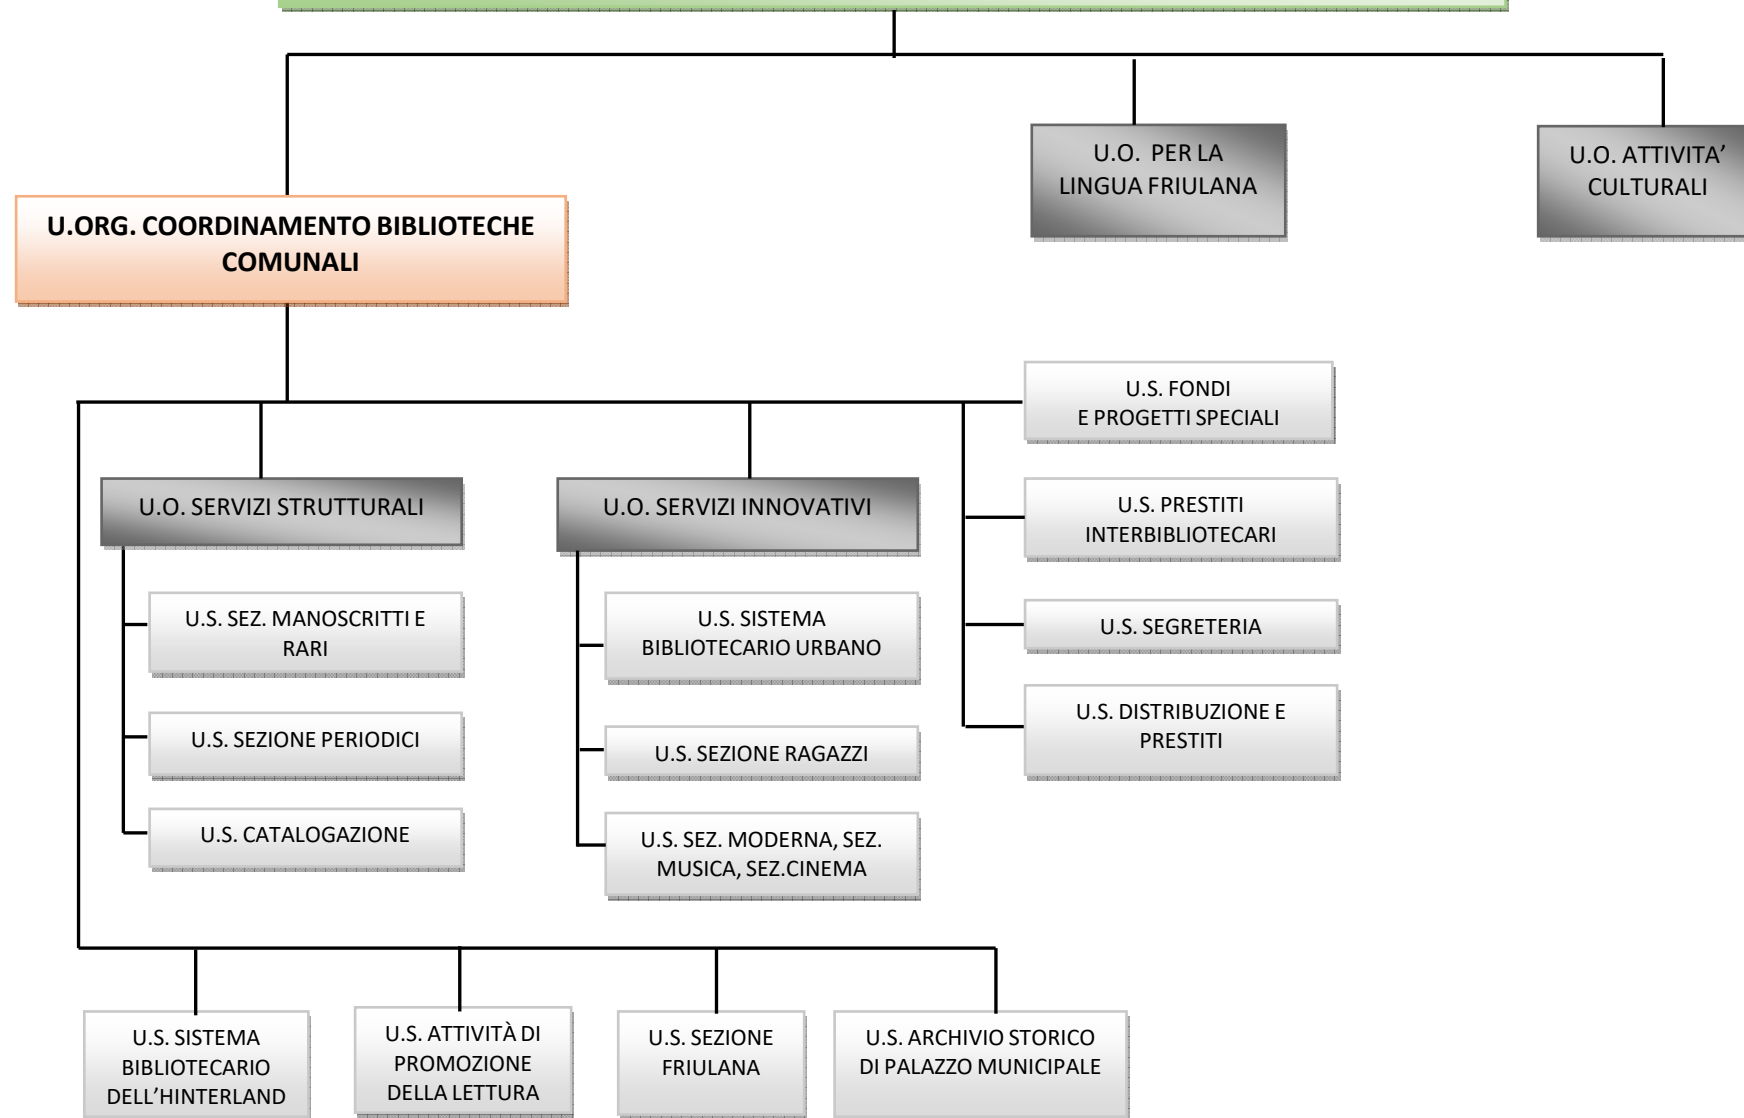 U.O. PER LA
LINGUA FRIULANA
U.O. ATTIVITA’
CULTURALI
U.ORG. COORDINAMENTO BIBLIOTECHE
COMUNALI
U.S. FONDI
E PROGETTI SPECIALI
U.O. SERVIZI STRUTTURALI
U.O. SERVIZI INNOVATIVI
U.S. PRESTITI
INTERBIBLIOTECARI
U.S. SEZ. MANOSCRITTI E
RARI
U.S. SISTEMA
BIBLIOTECARIO URBANO
U.S. SEGRETERIA
U.S. SEZIONE PERIODICI
U.S. SEZIONE RAGAZZI
U.S. DISTRIBUZIONE E
PRESTITI
U.S. CATALOGAZIONE
U.S. SEZ. MODERNA, SEZ.
MUSICA, SEZ.CINEMA
U.S. SISTEMA
BIBLIOTECARIO
DELL’HINTERLAND
U.S. ATTIVITÀ DI
PROMOZIONE
DELLA LETTURA
U.S. SEZIONE
FRIULANA
U.S. ARCHIVIO STORICO
DI PALAZZO MUNICIPALE